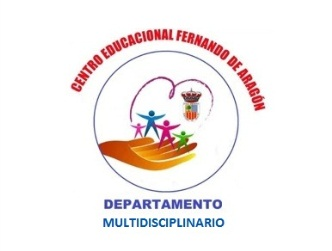 CENTRO EDUCACIONAL FERNANDO DE ARAGÓN
DEPARTAMENTO
MULTIDISCIPLINARIO